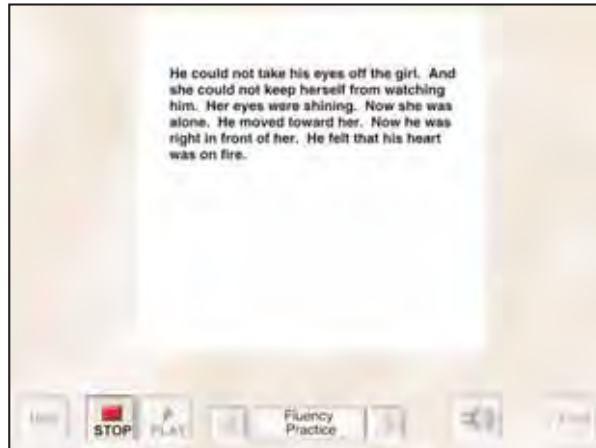 He could not take his eyes off the girl. And
she could not keep herself from watching
him. Her eyes were shining. Now she was
alone. He moved toward her. Now he was
right in front of her. He felt that his heart
was on fire.
STOP
PLAY
Fluency
Practice